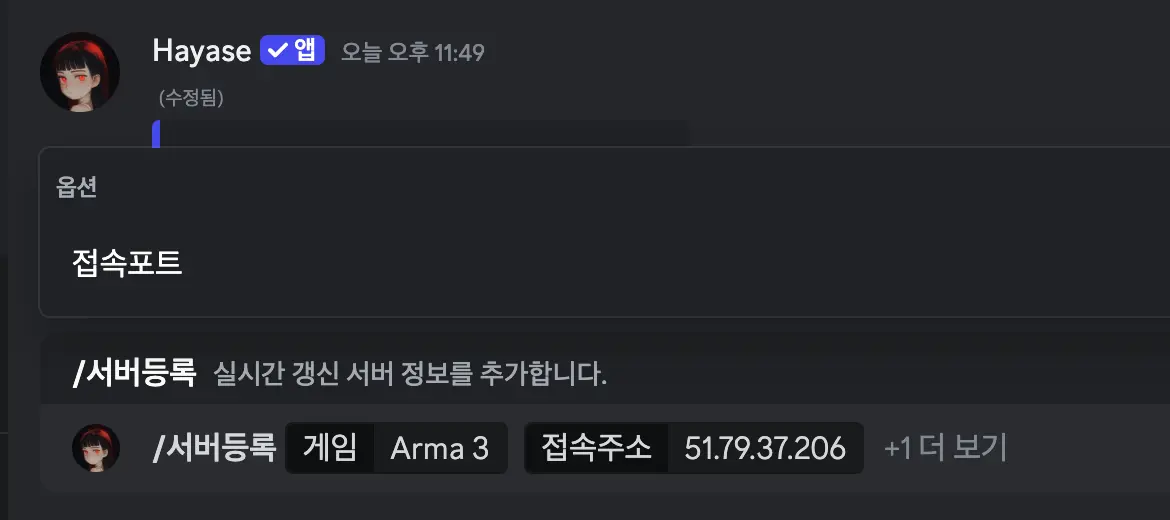 Hayase ✓ 앱 오늘 오후 11:49
(수정됨)
옵션
접속포트
/서버등록 실시간 갱신 서버 정보를 추가합니다.
/서버등록 게임 Arma 3 접속주소 51.79.37.206 +1 더 보기